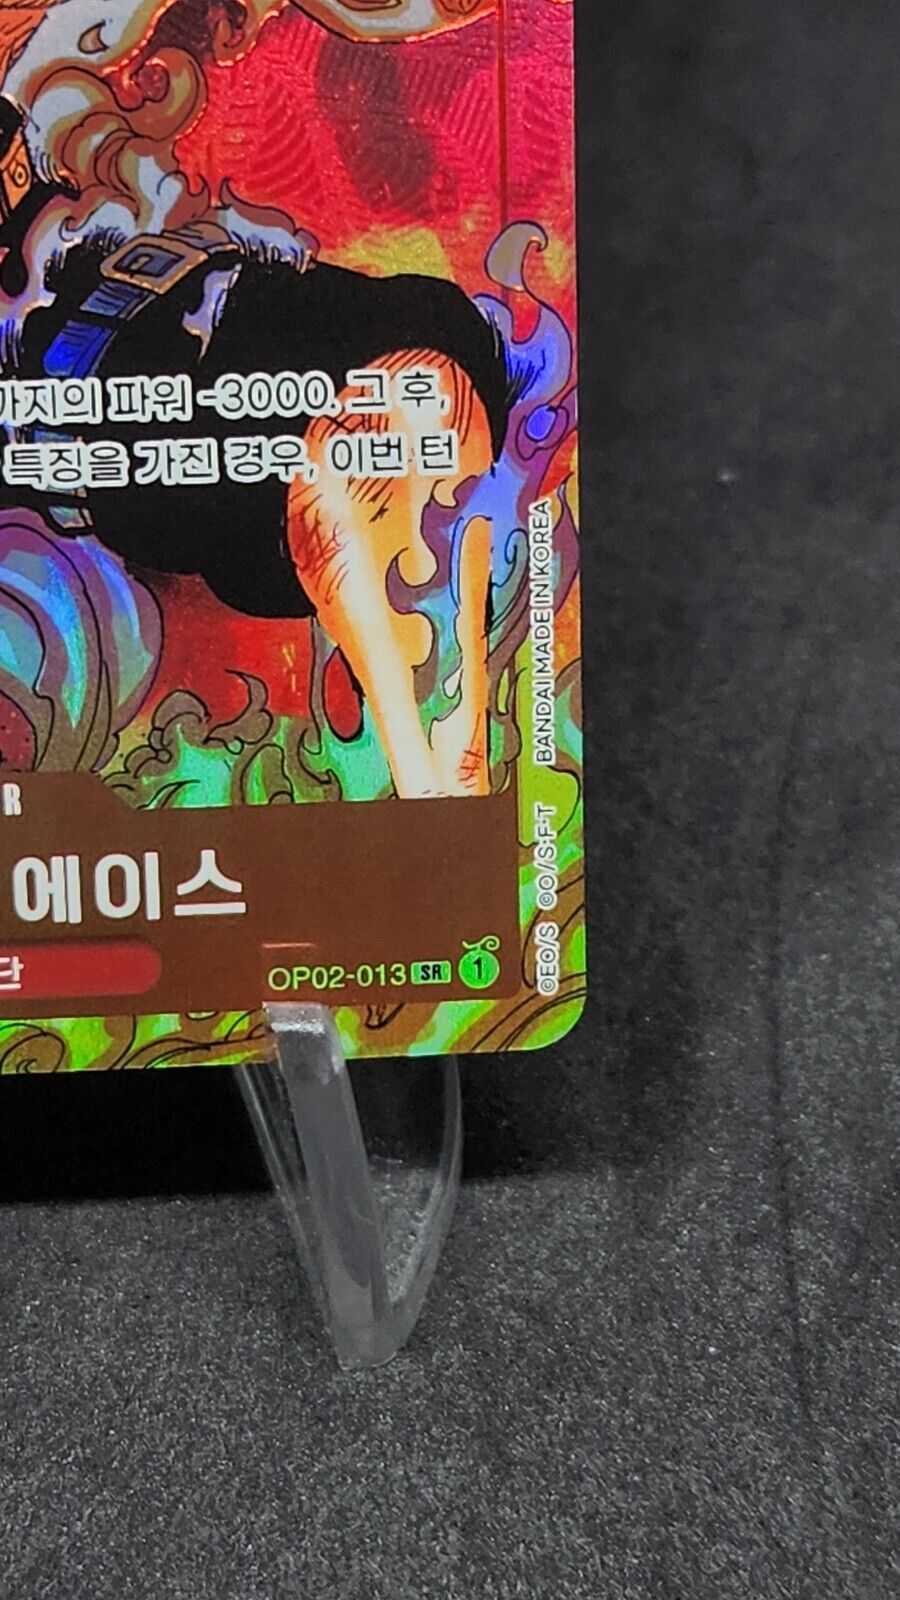 가지의 파워 -3000. 그 후,
특징을 가진 경우, 이번 턴
BANDAI MADE IN KOREA
©EO/S ©O/S・F・T
R
에이스
단
OP02-013 SR 1